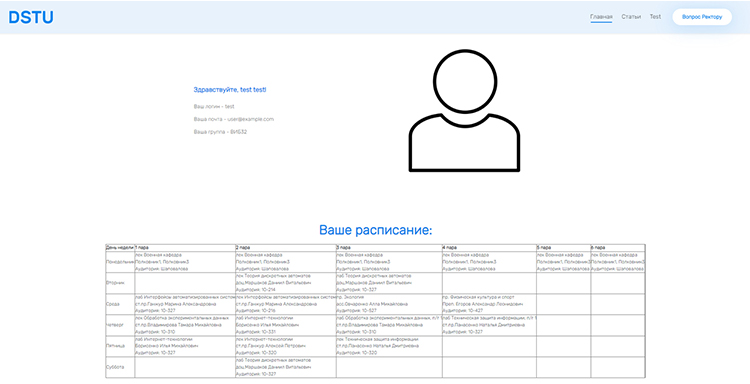 DSTU
Главная Статьи Test Вопрос Ректору
Здравствуйте, test test!
Ваш логин - test
Ваша почта - user@example.com
Ваша группа - ВИБ32
Ваше расписание:
День недели 1 пара 2 пара 3 пара 4 пара 5 пара 6 пара
лек Военная кафедра лек Военная кафедра лек Военная кафедра лек Военная кафедра лек Военная кафедра лек Военная кафедра
Понедельник Полковник1, Полковник3 Полковник1, Полковник3 Полковник1, Полковник3 Полковник1, Полковник3 Полковник1, Полковник3 Полковник1, Полковник3
Аудитория: Шаповалова Аудитория: Шаповалова Аудитория: Шаповалова Аудитория: Шаповалова Аудитория: Шаповалова Аудитория: Шаповалова
лек Теория дискретных автоматов лаб Теория дискретных автоматов
Вторник доц.Маршаков Даниил Витальевич доц.Маршаков Даниил Витальевич
Аудитория: 10-214 Аудитория: 10-327
лаб Интерфейсы автоматизированных систем лек Интерфейсы автоматизированных систем пр. Экология пр. Физическая культура и спорт
Среда ст.пр.Ганжур Марина Александровна ст.пр.Ганжур Марина Александровна асс.Овчаренко Алла Михайловна Преп. Егоров Александр Леонидович
Аудитория: 10-327 Аудитория: 10-216 Аудитория: 10-527 Аудитория: 10-427
лек Обработка экспериментальных данных лек Интернет-технологии лаб Обработка экспериментальных данных, п/г 1 лаб Техническая защита информации, п/г 1
Четверг ст.пр.Владимирова Тамара Михайловна Борисенко Илья Михайлович ст.пр.Владимирова Тамара Михайловна ст.пр.Панасенко Наталья Дмитриевна
Аудитория: 10-310 Аудитория: 10-331 Аудитория: 10-310 Аудитория: 10-320
лаб Интернет-технологии лек Интернет-технологии лек Техническая защита информации
Пятница Борисенко Илья Михайлович ст.пр.Ганжур Алексей Петрович ст.пр.Панасенко Наталья Дмитриевна
Аудитория: 10-327 Аудитория: 10-320 Аудитория: 10-320
лаб Теория дискретных автоматов
Суббота доц.Маршаков Даниил Витальевич
Аудитория: 10-327